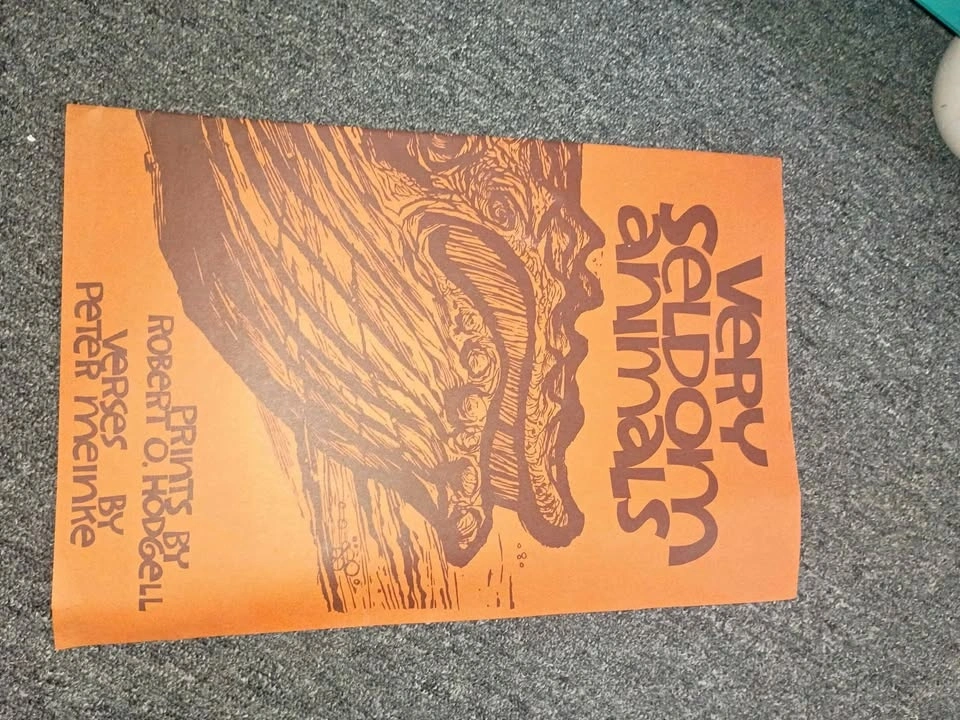 VERY
SELDOM
ANIMALS
PRINTS BY
ROBERT O. HODGELL
VERSES BY
PETER MEINKE